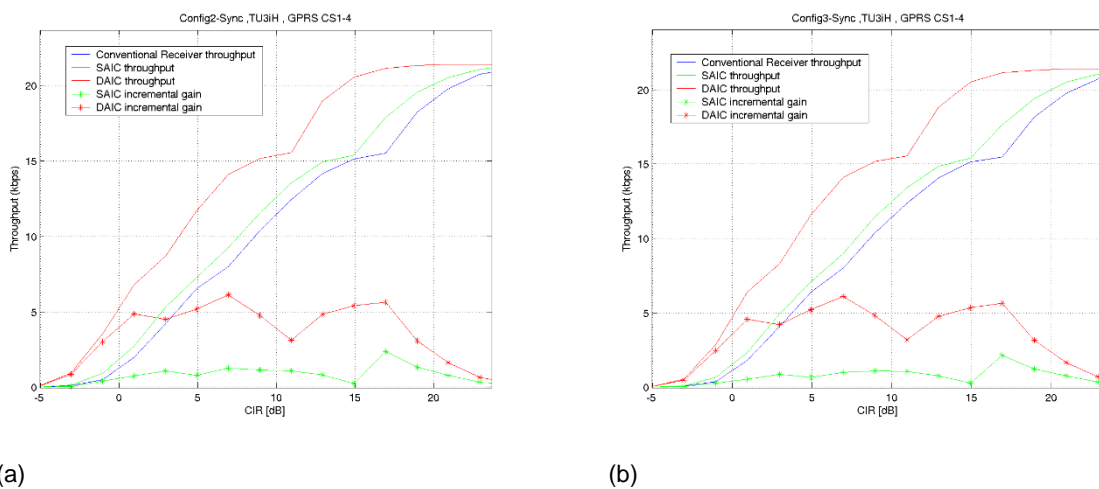 Config2-Sync ,TU3iH , GPRS CS1-4
Conventional Receiver throughput
SAIC throughput
DAIC throughput
SAIC incremental gain
DAIC incremental gain
Throughput (kbps)
20
15
10
5
0
-5
0
5
10
15
20
CIR [dB]
(a)
Config3-Sync ,TU3iH , GPRS CS1-4
Conventional Receiver throughput
SAIC throughput
DAIC throughput
SAIC incremental gain
DAIC incremental gain
Throughput (kbps)
20
15
10
5
0
-5
0
5
10
15
20
CIR [dB]
(b)